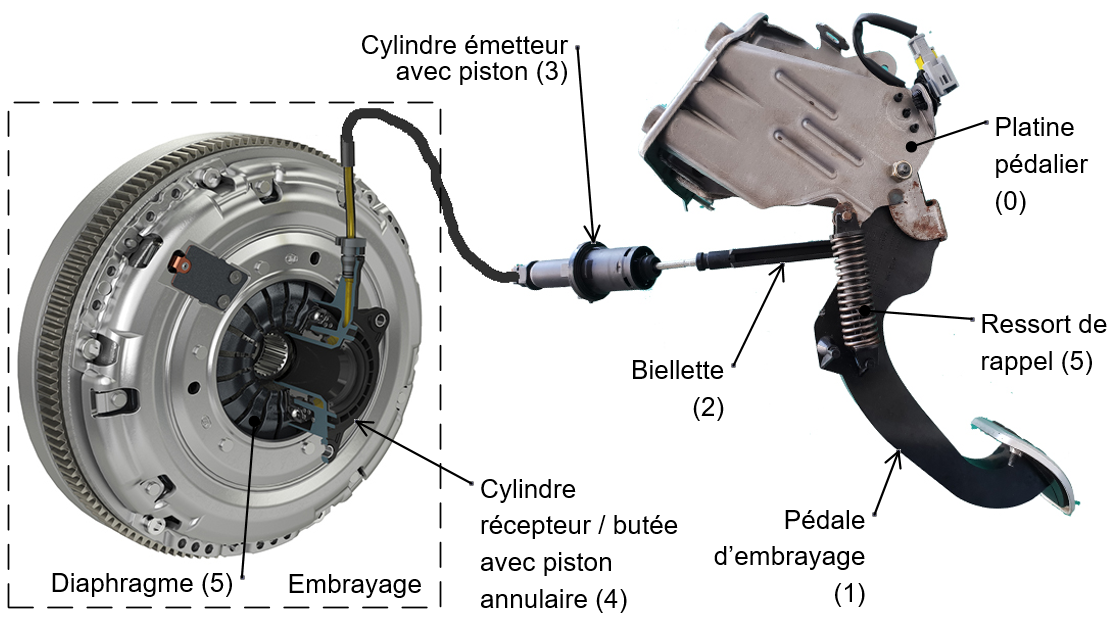 Cylindre émetteur
avec piston (3)
Platine
pédalier
(0)
Ressort de
rappel (5)
Biellette
(2)
Cylindre
récepteur / butée
avec piston
annulaire (4)
Pédale
d’embrayage
(1)
Diaphragme (5)
Embrayage